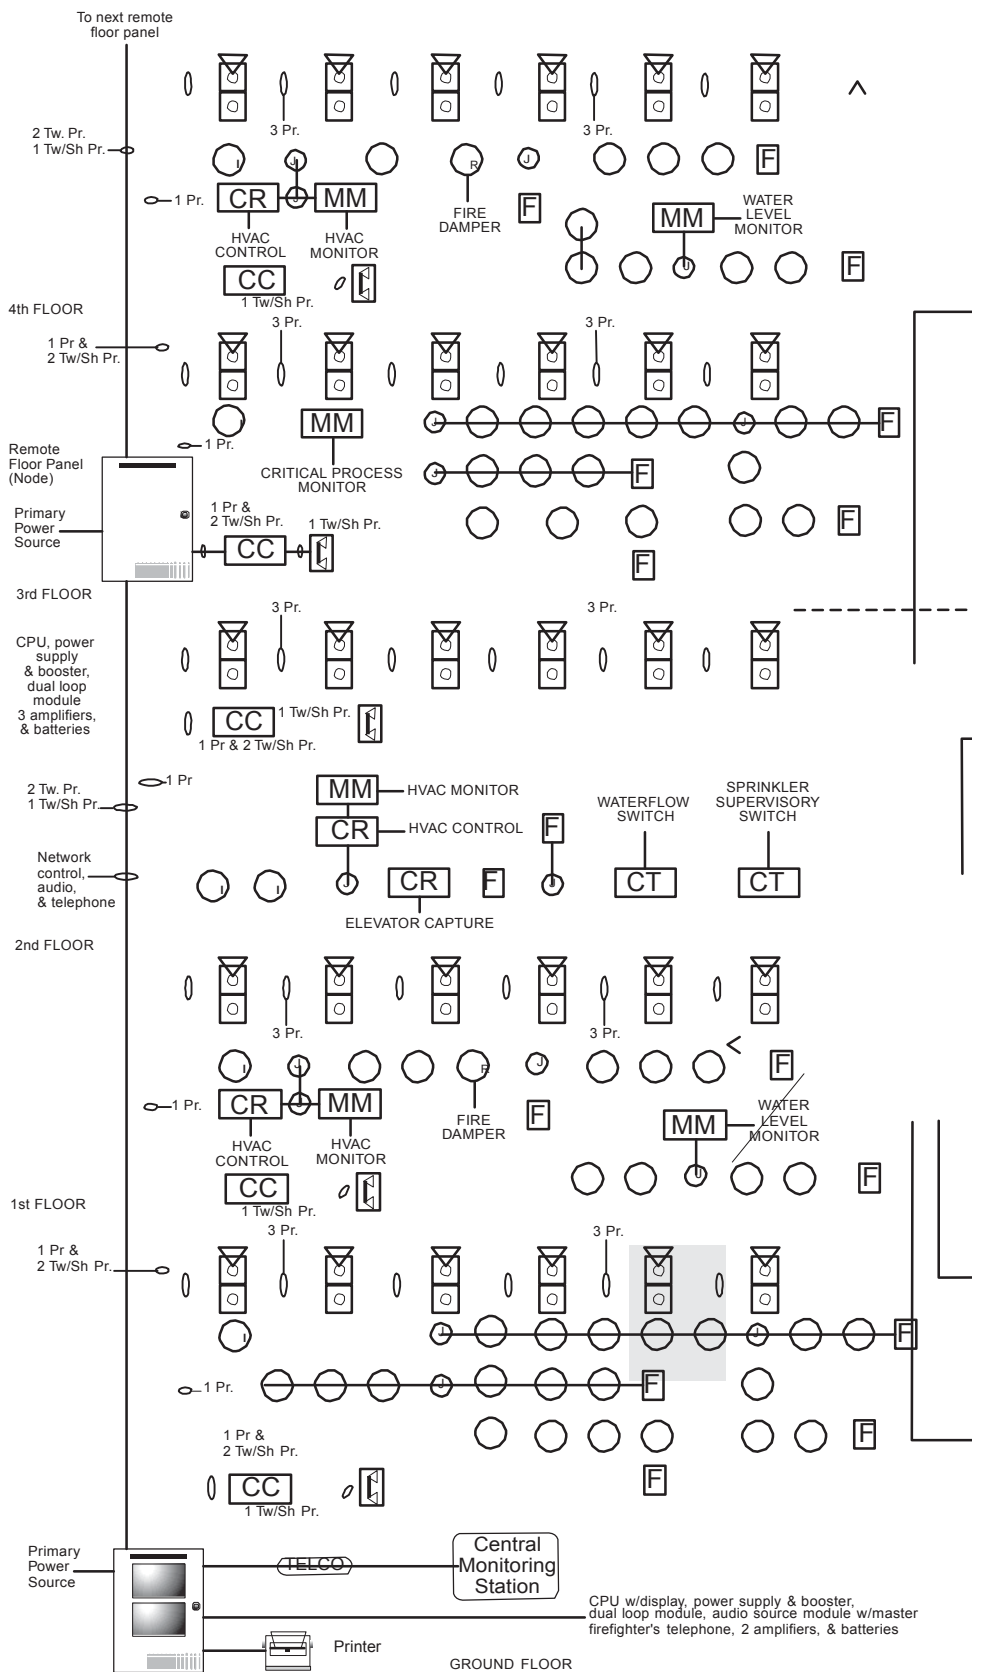 To next remote
floor panel
3 Pr.
3 Pr.
2 Tw. Pr.
1 Tw/Sh Pr.
I
J
R
J
F
1 Pr.
CR
J
MM
F
MM
WATER
LEVEL
MONITOR
FIRE
DAMPER
HVAC
CONTROL
HVAC
MONITOR
J
F
CC
1 Tw/Sh Pr.
4th FLOOR
3 Pr.
3 Pr.
1 Pr &
2 Tw/Sh Pr.
I
MM
J
J
F
1 Pr.
CRITICAL PROCESS
MONITOR
J
F
Remote
Floor Panel
(Node)
Primary
Power
Source
1 Pr &
2 Tw/Sh Pr.
1 Tw/Sh Pr.
CC
F
F
3rd FLOOR
3 Pr.
3 Pr.
CPU, power
supply
& booster,
dual loop
module
3 amplifiers,
& batteries
CC
1 Tw/Sh Pr.
1 Pr & 2 Tw/Sh Pr.
1 Pr
2 Tw. Pr.
1 Tw/Sh Pr.
MM
HVAC MONITOR
CR
HVAC CONTROL
F
WATERFLOW
SWITCH
SPRINKLER
SUPERVISORY
SWITCH
Network
control,
audio,
& telephone
I
I
J
CR
F
J
CT
CT
ELEVATOR CAPTURE
2nd FLOOR
3 Pr.
3 Pr.
I
J
R
J
F
1 Pr.
CR
J
MM
FIRE
DAMPER
F
MM
WATER
LEVEL
MONITOR
HVAC
CONTROL
HVAC
MONITOR
J
F
CC
1 Tw/Sh Pr.
1st FLOOR
3 Pr.
3 Pr.
1 Pr &
2 Tw/Sh Pr.
I
J
J
F
1 Pr.
J
F
1 Pr &
2 Tw/Sh Pr.
F
F
CC
1 Tw/Sh Pr.
Primary
Power
Source
TELCO
Central
Monitoring
Station
CPU w/display, power supply & booster,
dual loop module, audio source module w/master
firefighter's telephone, 2 amplifiers, & batteries
Printer
GROUND FLOOR